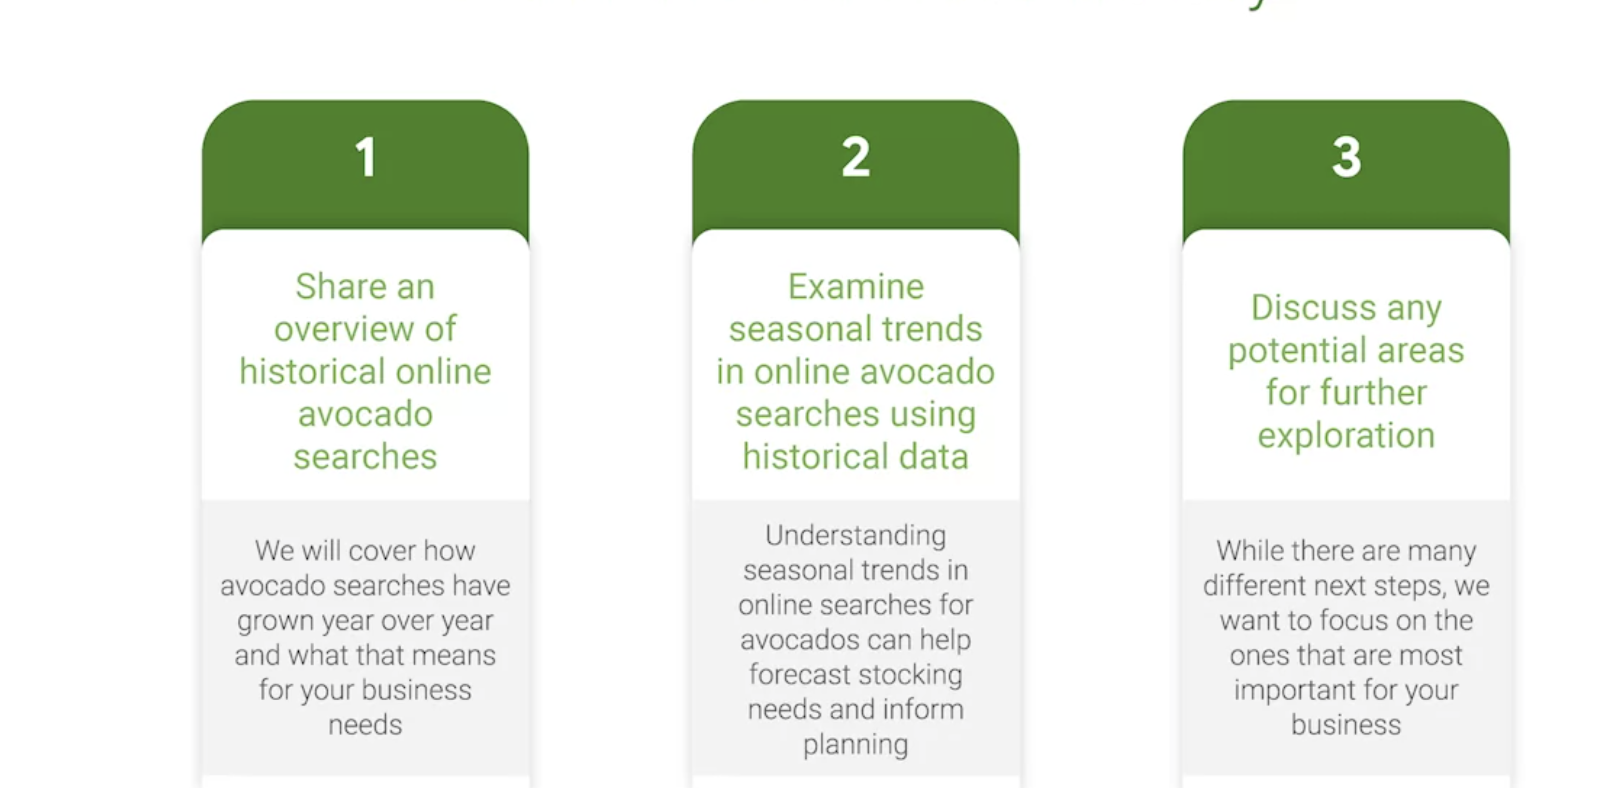 1
Share an
overview of
historical online
avocado
searches
We will cover how
avocado searches have
grown year over year
and what that means
for your business
needs
2
Examine
seasonal trends
in online avocado
searches using
historical data
Understanding
seasonal trends in
online searches for
avocados can help
forecast stocking
needs and inform
planning
3
Discuss any
potential areas
for further
exploration
While there are many
different next steps, we
want to focus on the
ones that are most
important for your
business